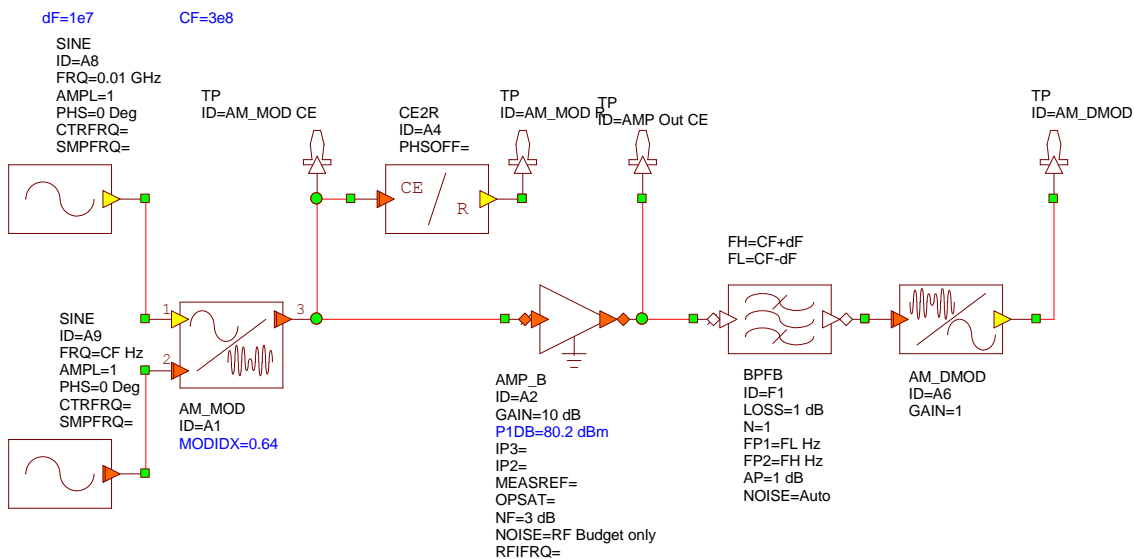 dF=1e7
CF=3e8
SINE
ID=A8
FRQ=0.01 GHz
AMPL=1
PHS=0 Deg
CTRFRQ=
SMPFRQ=
TP
ID=AM_MOD CE
CE2R
ID=A4
PHSOFF=
TP
ID=AM_MOD R
TP
ID=AMP Out CE
TP
ID=AM_DMOD
CE
R
FH=CF+dF
FL=CF-dF
1
3
2
SINE
ID=A9
FRQ=CF Hz
AMPL=1
PHS=0 Deg
CTRFRQ=
SMPFRQ=
AM_MOD
ID=A1
MODIDX=0.64
AMP_B
ID=A2
GAIN=10 dB
P1DB=80.2 dBm
IP3=
IP2=
MEASREF=
OPSAT=
NF=3 dB
NOISE=RF Budget only
RFIFRQ=
BPFB
ID=F1
LOSS=1 dB
N=1
FP1=FL Hz
FP2=FH Hz
AP=1 dB
NOISE=Auto
AM_DMOD
ID=A6
GAIN=1